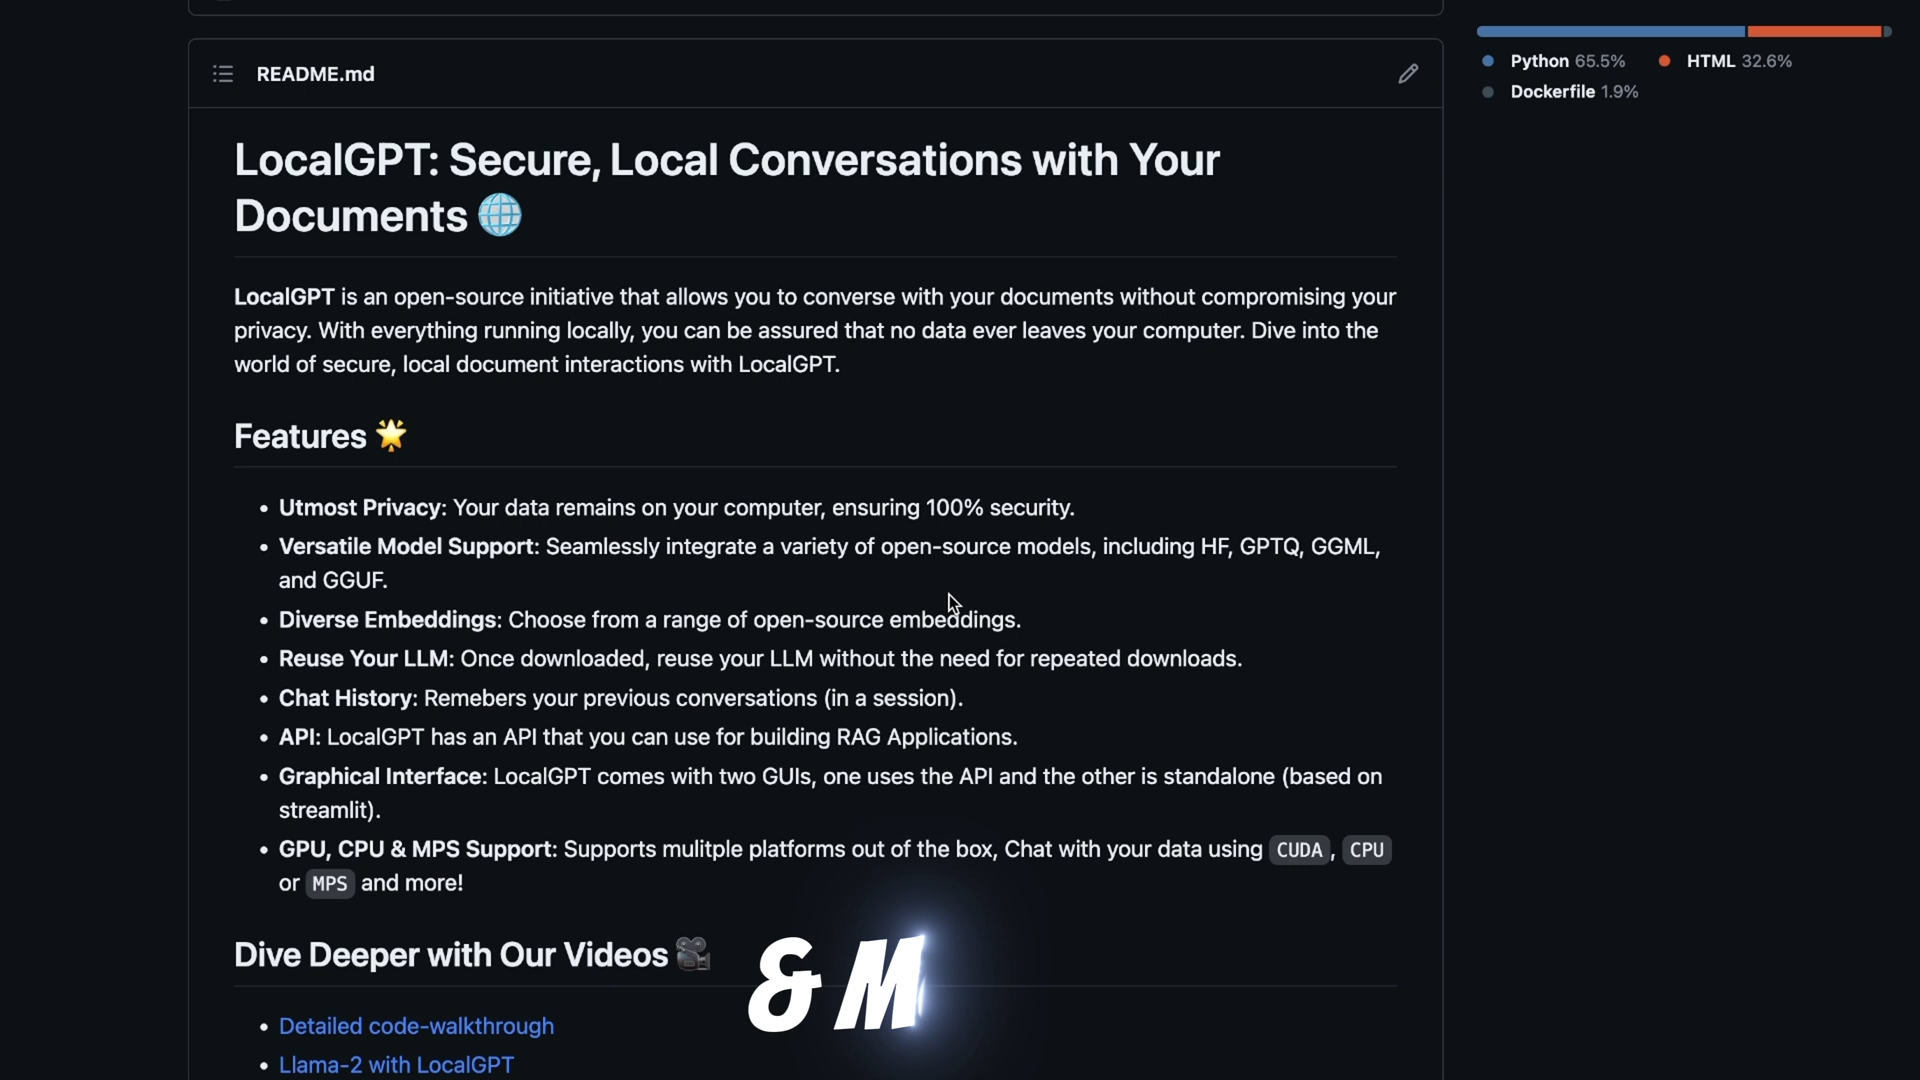 README.md
LocalGPT: Secure, Local Conversations with Your
Documents
LocalGPT is an open-source initiative that allows you to converse with your documents without compromising your
privacy. With everything running locally, you can be assured that no data ever leaves your computer. Dive into the
world of secure, local document interactions with LocalGPT.
Features
• Utmost Privacy: Your data remains on your computer, ensuring 100% security.
• Versatile Model Support: Seamlessly integrate a variety of open-source models, including HF, GPTQ, GGML,
and GGUF.
• Diverse Embeddings: Choose from a range of open-source embeddings.
• Reuse Your LLM: Once downloaded, reuse your LLM without the need for repeated downloads.
• Chat History: Remebers your previous conversations (in a session).
• API: LocalGPT has an API that you can use for building RAG Applications.
• Graphical Interface: LocalGPT comes with two GUIs, one uses the API and the other is standalone (based on
streamlit).
• GPU, CPU & MPS Support: Supports mulitple platforms out of the box, Chat with your data using CUDA, CPU
or MPS and more!
Dive Deeper with Our Videos
• Detailed code-walkthrough
• Llama-2 with LocalGPT
& M
Python 65.5% HTML 32.6%
Dockerfile 1.9%